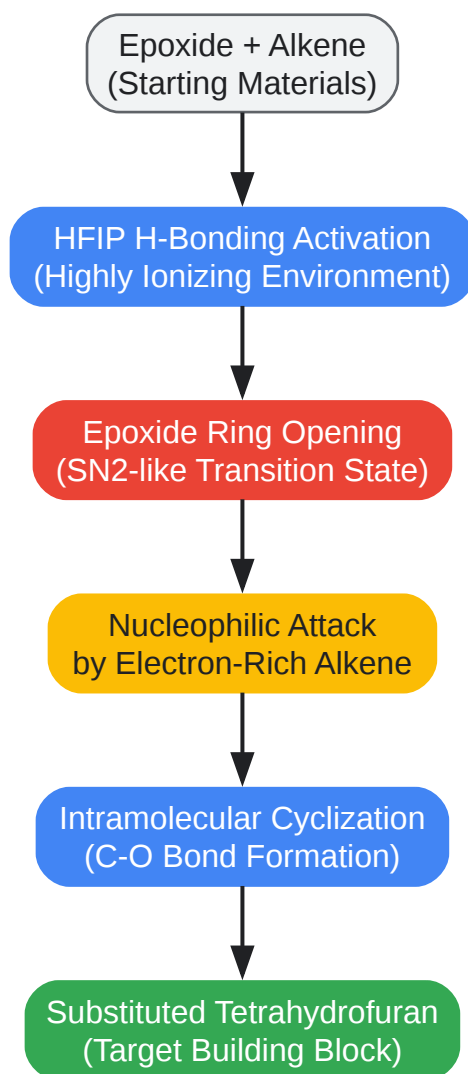 Epoxide + Alkene
(Starting Materials)
HFIP H-Bonding Activation
(Highly Ionizing Environment)
Epoxide Ring Opening
(SN2-like Transition State)
Nucleophilic Attack
by Electron-Rich Alkene
Intramolecular Cyclization
(C-O Bond Formation)
Substituted Tetrahydrofuran
(Target Building Block)